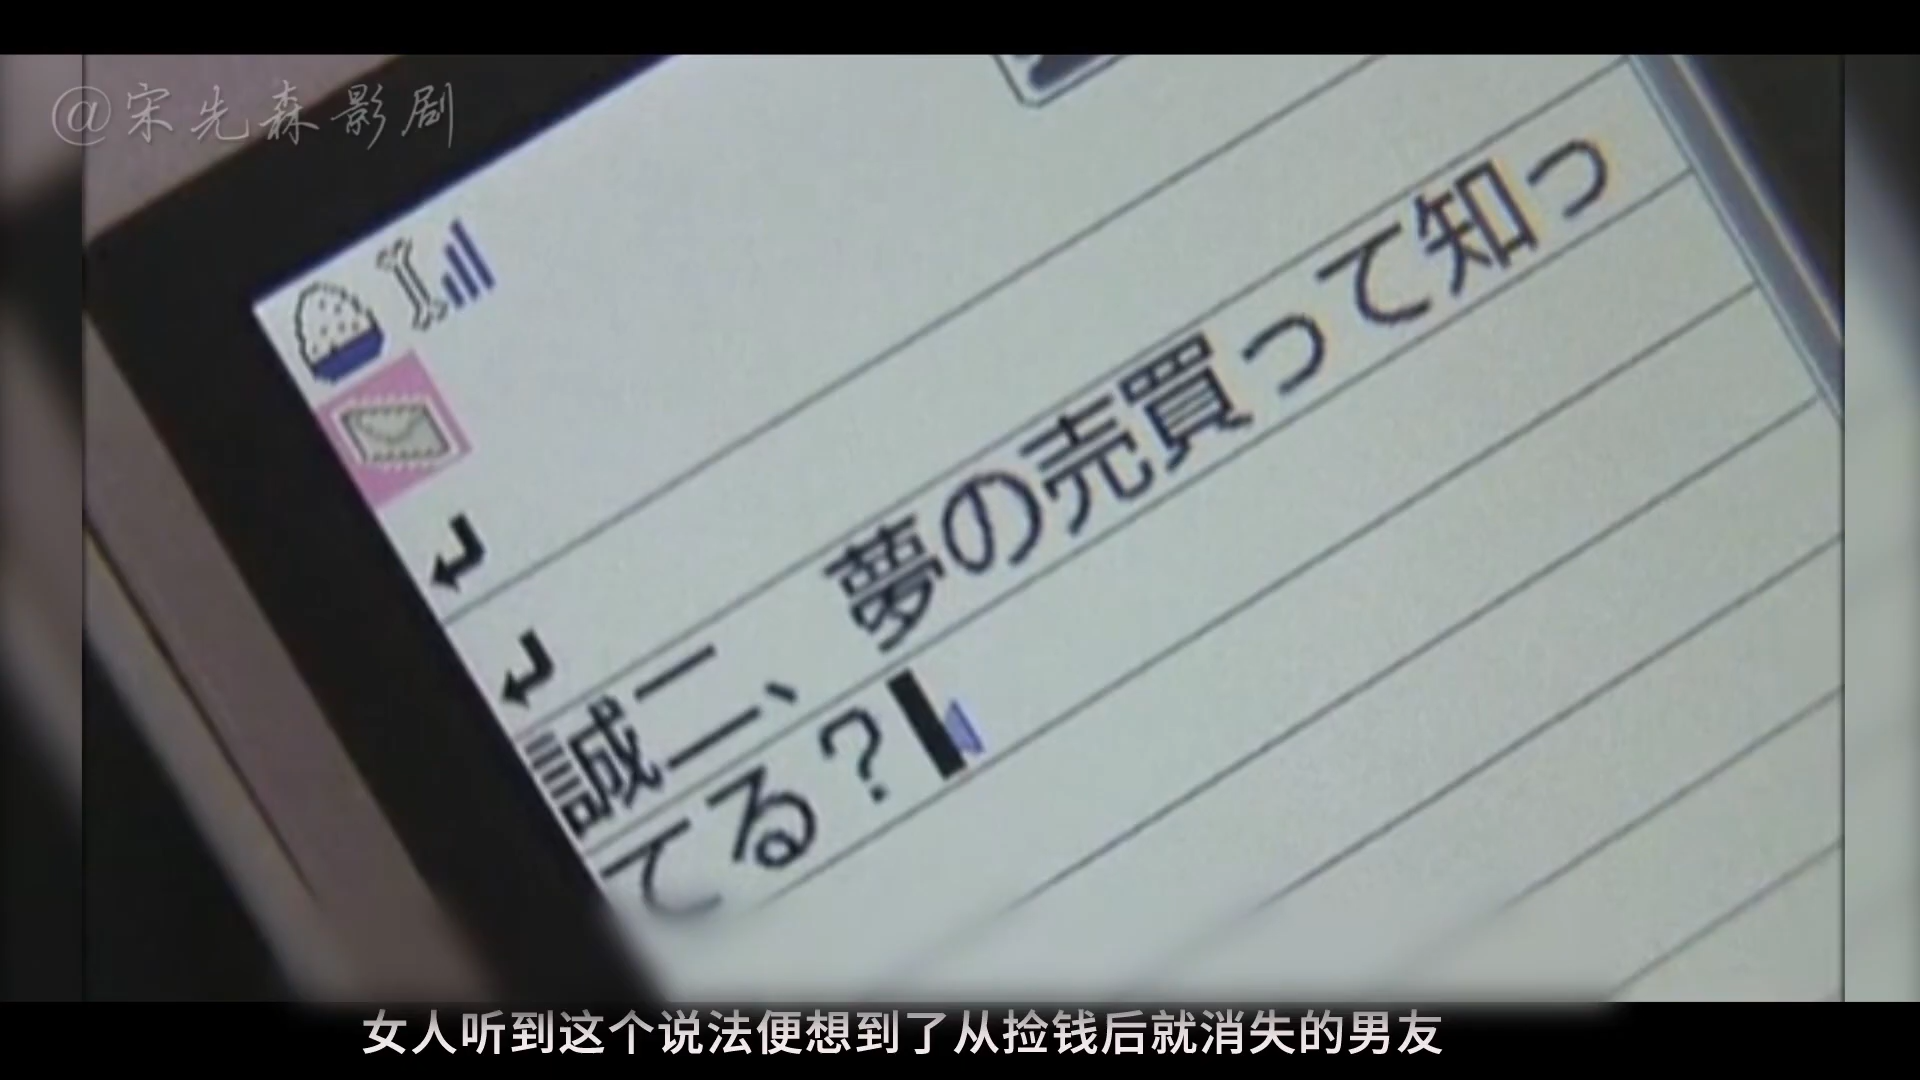 @宋先森影剧
誠二、夢の売買って知っ
てる?
女人听到这个说法便想到了从捡钱后就消失的男友